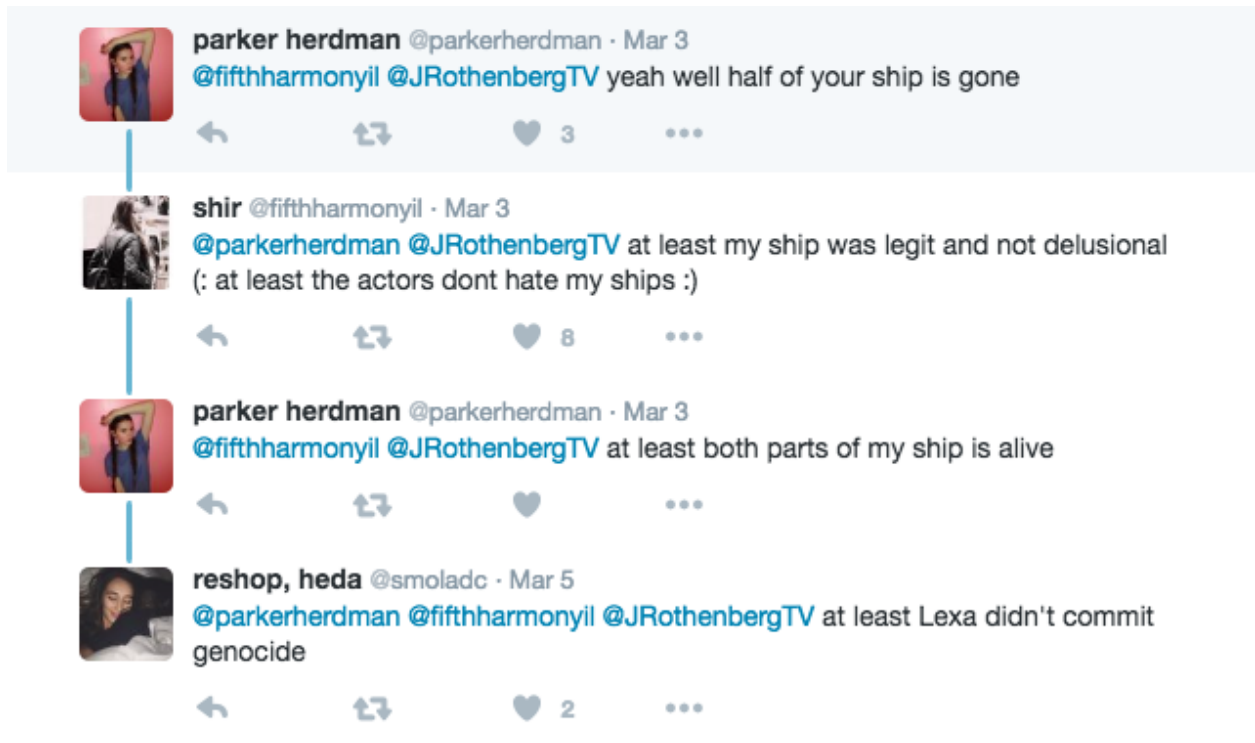 parker herdman @parkerherdman · Mar 3
@fifthharmonyil @JRothenbergTV yeah well half of your ship is gone
3
shir @fifthharmonyil · Mar 3
@parkerherdman @JRothenbergTV at least my ship was legit and not delusional
(: at least the actors dont hate my ships :)
8
parker herdman @parkerherdman · Mar 3
@fifthharmonyil @JRothenbergTV at least both parts of my ship is alive
reshop, heda @smoladc · Mar 5
@parkerherdman @fifthharmonyil @JRothenbergTV at least Lexa didn't commit
genocide
2